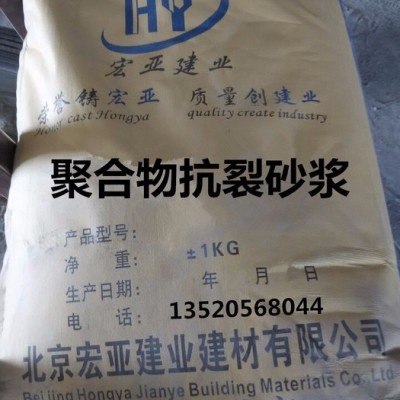 HY
宏亚建业
荣誉铸宏亚 质量创建业
Honor cast Hongya quality create industry
聚合物抗裂砂浆
产品型号:
净 重: ±1KG
生产日期: 年 月 日
电 话: 13520568044
北京宏亚建业建材有限公司
Beijing Hongya Jianye Building Materials Co., Ltd